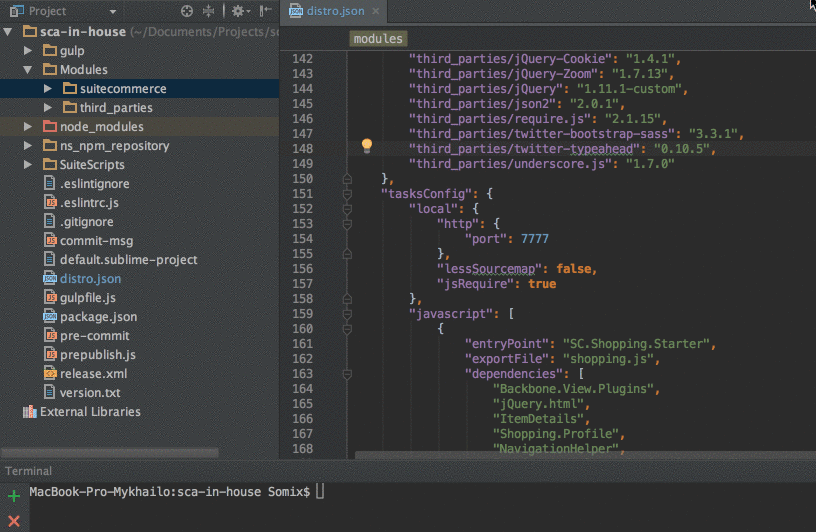 Project
distro.json
sca-in-house (~/Documents/Projects/sc
gulp
Modules
suitecommerce
third_parties
node_modules
ns_npm_repository
SuiteScripts
.eslintignore
.eslintrc.js
.gitignore
commit-msg
default.sublime-project
distro.json
gulpfile.js
package.json
pre-commit
prepublish.js
release.xml
version.txt
External Libraries
modules
142 "third_parties/jQuery-Cookie": "1.4.1",
143 "third_parties/jQuery-Zoom": "1.7.13",
144 "third_parties/jQuery": "1.11.1-custom",
145 "third_parties/json2": "2.0.1",
146 "third_parties/require.js": "2.1.15",
147 "third_parties/twitter-bootstrap-sass": "3.3.1",
148 "third_parties/twitter-typeahead": "0.10.5",
149 "third_parties/underscore.js": "1.7.0"
150 },
151 "tasksConfig": {
152 "local": {
153 "http": {
154 "port": 7777
155 },
156 "lessSourcemap": false,
157 "jsRequire": true
158 },
159 "javascript": [
160 {
161 "entryPoint": "SC.Shopping.Starter",
162 "exportFile": "shopping.js",
163 "dependencies": [
164 "Backbone.View.Plugins",
165 "jQuery.html",
166 "ItemDetails",
167 "Shopping.Profile",
168 "NavigationHelper",
Terminal
MacBook-Pro-Mykhailo:sca-in-house Somix$